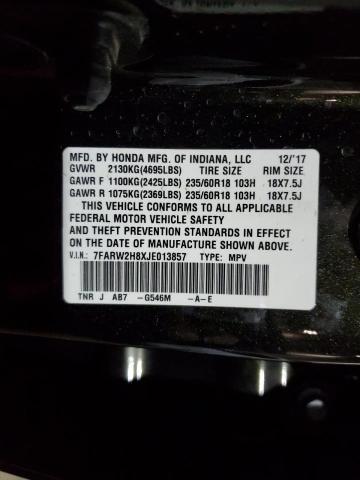 MFD. BY HONDA MFG. OF INDIANA, LLC 12/'17
GVWR 2130KG(4695LBS) TIRE SIZE RIM SIZE
GAWR F 1100KG(2425LBS) 235/60R18 103H 18X7.5J
GAWR R 1075KG(2369LBS) 235/60R18 103H 18X7.5J
THIS VEHICLE CONFORMS TO ALL APPLICABLE
FEDERAL MOTOR VEHICLE SAFETY
AND THEFT PREVENTION STANDARDS IN EFFECT ON
THE DATE OF MANUFACTURE SHOWN ABOVE.
V.I.N.: 7FARW2H8XJE013857 TYPE: MPV
TNR J AB7 -G546M -A-E